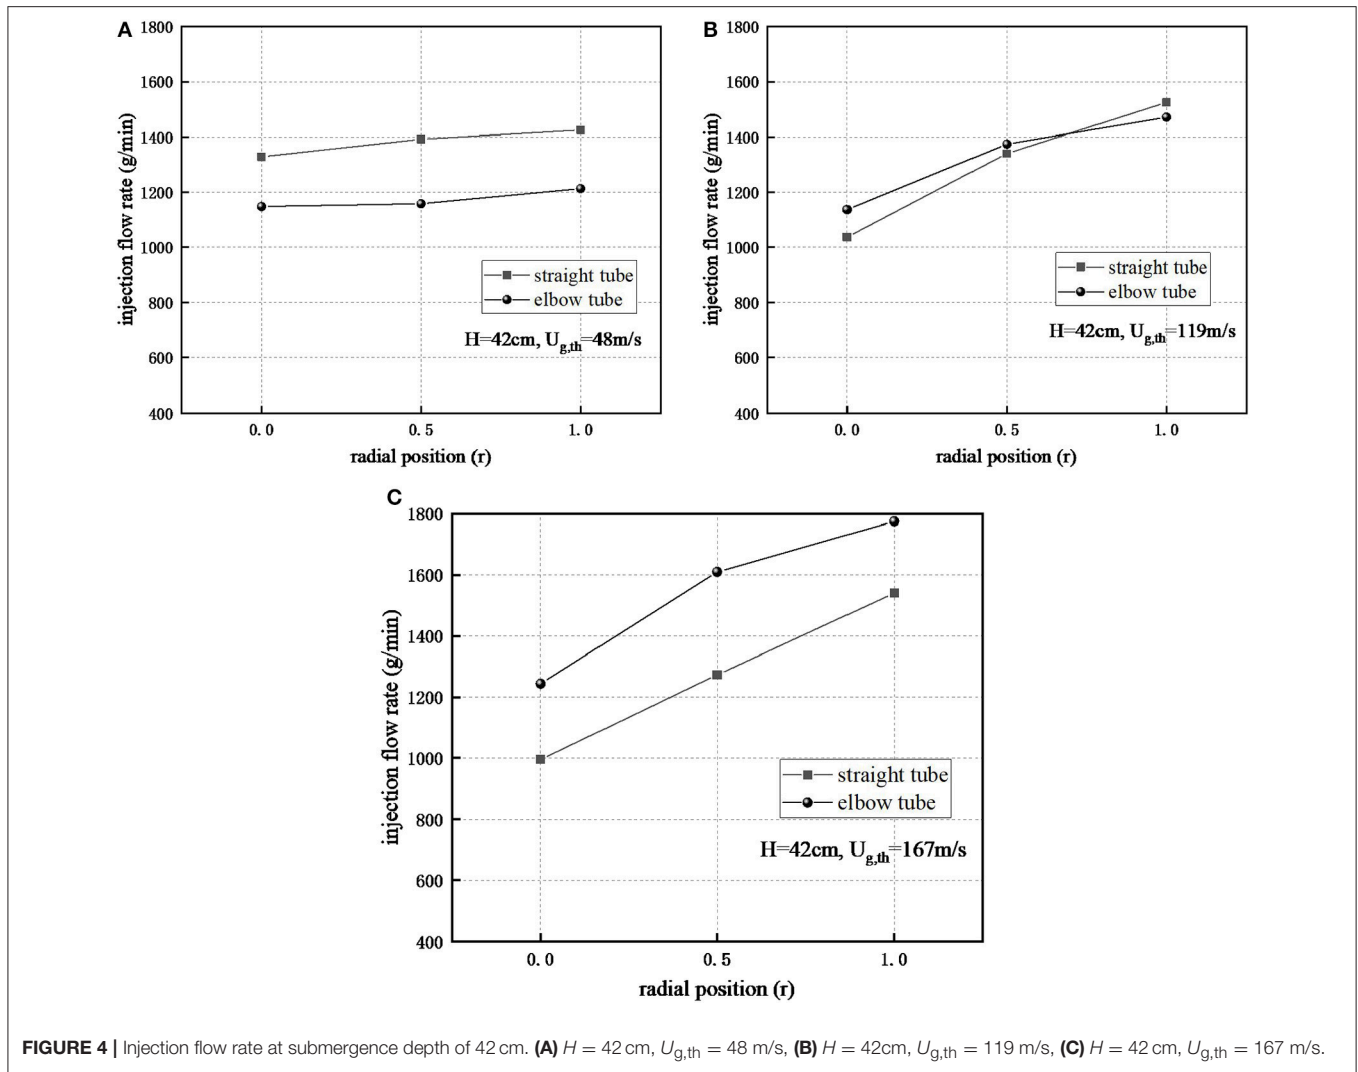 A
1800
1600
1400
1200
1000
800
600
400
injection flow rate (g/min)
straight tube
elbow tube
H=42cm, Ug,th=48m/s
0.0 0.5 1.0
radial position (r)
B
1800
1600
1400
1200
1000
800
600
400
injection flow rate (g/min)
straight tube
elbow tube
H=42cm, Ug,th=119m/s
0.0 0.5 1.0
radial position (r)
C
1800
1600
1400
1200
1000
800
600
400
injection flow rate (g/min)
straight tube
elbow tube
H=42cm, Ug,th=167m/s
0.0 0.5 1.0
radial position (r)
FIGURE 4 | Injection flow rate at submergence depth of 42 cm. (A) H = 42 cm, Ug,th = 48 m/s, (B) H = 42cm, Ug,th = 119 m/s, (C) H = 42 cm, Ug,th = 167 m/s.